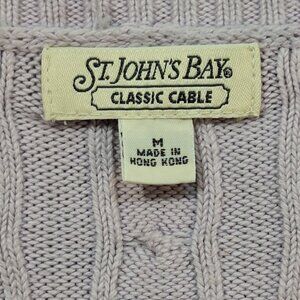 ST. JOHN'S BAY®
CLASSIC CABLE
M
MADE IN
HONG KONG